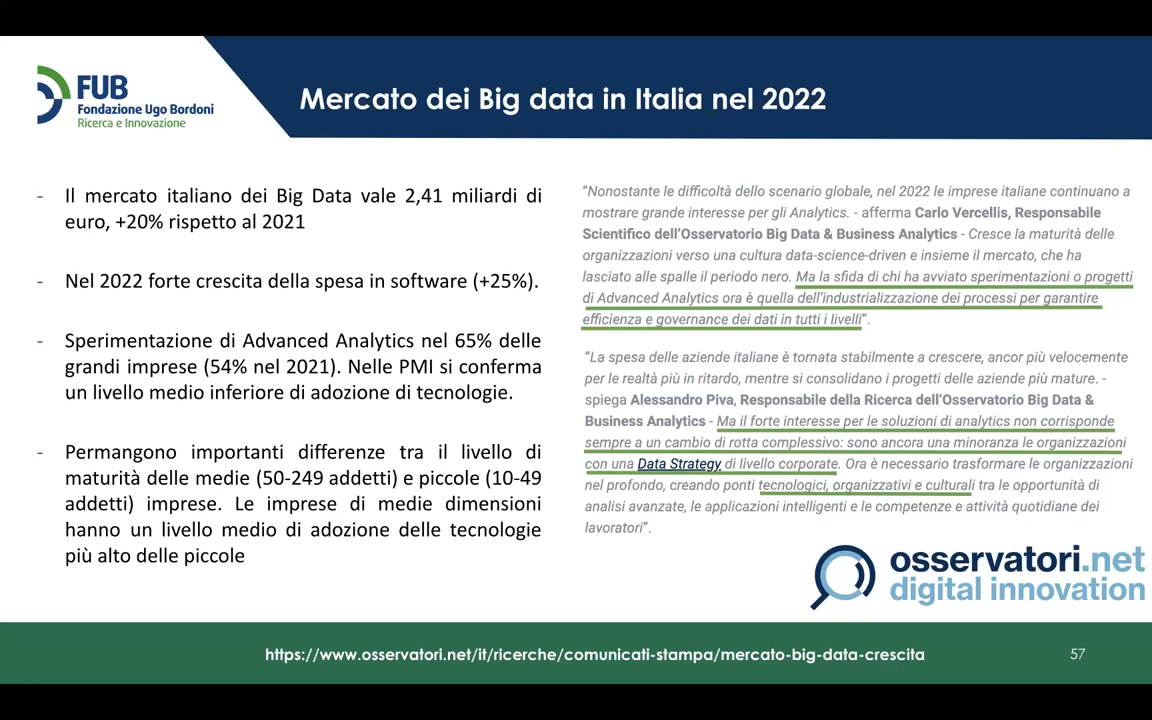 FUB
Fondazione Ugo Bordoni
Ricerca e Innovazione
Mercato dei Big data in Italia nel 2022
- Il mercato italiano dei Big Data vale 2,41 miliardi di
euro, +20% rispetto al 2021
- Nel 2022 forte crescita della spesa in software (+25%).
- Sperimentazione di Advanced Analytics nel 65% delle
grandi imprese (54% nel 2021). Nelle PMI si conferma
un livello medio inferiore di adozione di tecnologie.
- Permangono importanti differenze tra il livello di
maturità delle medie (50-249 addetti) e piccole (10-49
addetti) imprese. Le imprese di medie dimensioni
hanno un livello medio di adozione delle tecnologie
più alto delle piccole
"Nonostante le difficoltà dello scenario globale, nel 2022 le imprese italiane continuano a
mostrare grande interesse per gli Analytics. - afferma Carlo Vercellis, Responsabile
Scientifico dell'Osservatorio Big Data & Business Analytics - Cresce la maturità delle
organizzazioni verso una cultura data-science-driven e insieme il mercato, che ha
lasciato alle spalle il periodo nero. Ma la sfida di chi ha avviato sperimentazioni o progetti
di Advanced Analytics ora è quella dell'industrializzazione dei processi per garantire
efficienza e governance dei dati in tutti i livelli".
"La spesa delle aziende italiane è tornata stabilmente a crescere, ancor più velocemente
per le realtà più in ritardo, mentre si consolidano i progetti delle aziende più mature. -
spiega Alessandro Piva, Responsabile della Ricerca dell'Osservatorio Big Data &
Business Analytics - Ma il forte interesse per le soluzioni di analytics non corrisponde
sempre a un cambio di rotta complessivo: sono ancora una minoranza le organizzazioni
con una Data Strategy di livello corporate. Ora è necessario trasformare le organizzazioni
nel profondo, creando ponti tecnologici, organizzativi e culturali tra le opportunità di
analisi avanzate, le applicazioni intelligenti e le competenze e attività quotidiane dei
lavoratori".
osservatori.net
digital innovation
https://www.osservatori.net/it/ricerche/comunicati-stampa/mercato-big-data-crescita
57